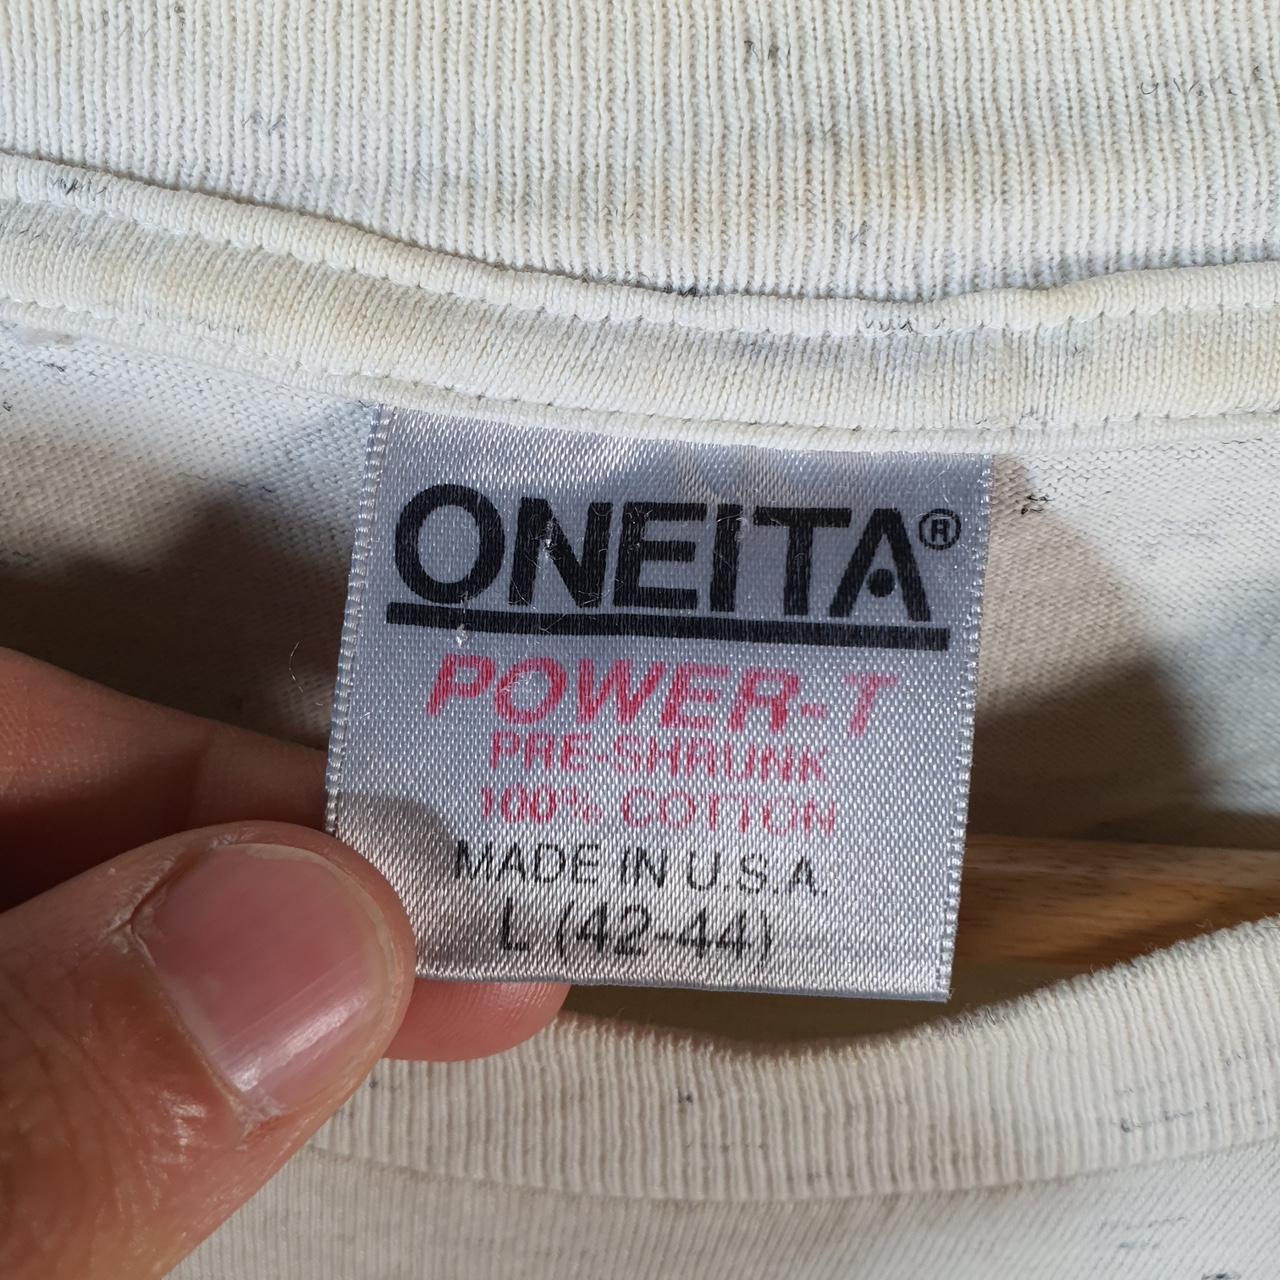 ONEITA®
POWER-T
PRE-SHRUNK
100% COTTON
MADE IN U.S.A.
L (42-44)